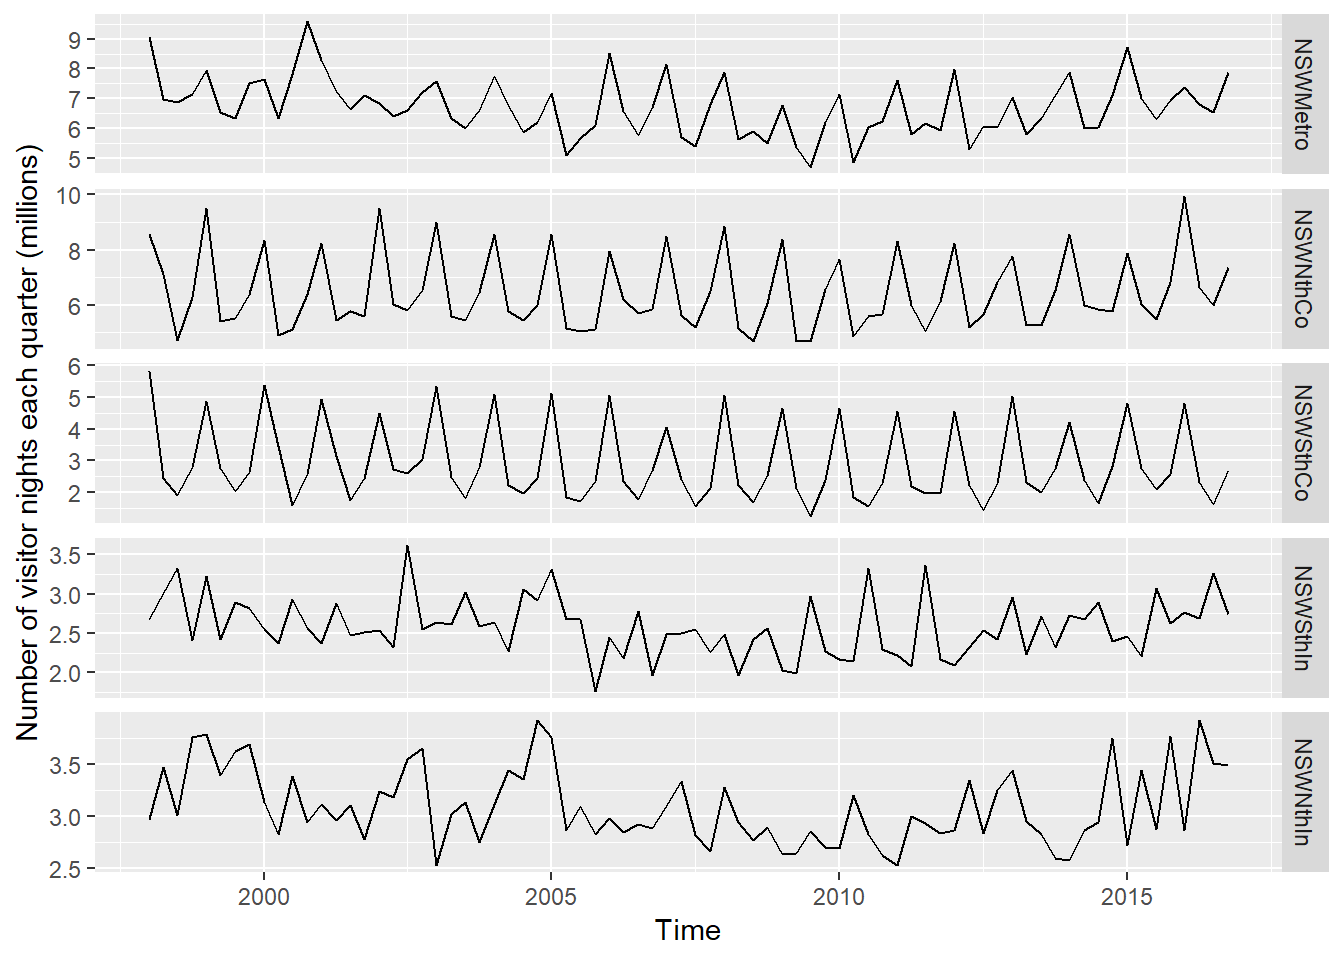 Number of visitor nights each quarter (millions)
9
8
7
6
5
NSWMetro
10
8
6
NSWNthCo
6
5
4
3
2
NSWSthCo
3.5
3.0
2.5
2.0
NSWSthIn
3.5
3.0
2.5
NSWNthIn
2000 2005 2010 2015
Time